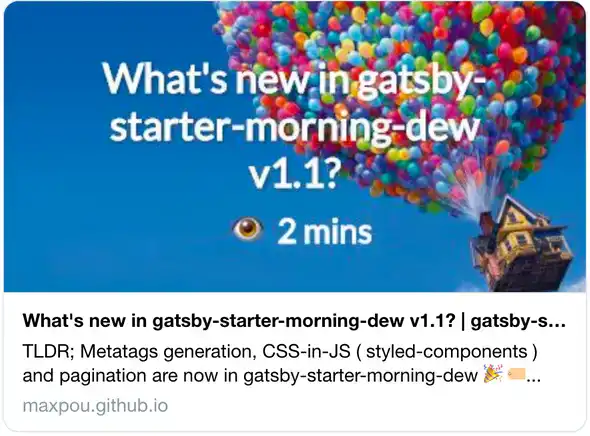 What's new in gatsby-
starter-morning-dew
v1.1?
👁 2 mins
What's new in gatsby-starter-morning-dew v1.1? | gatsby-s...
TLDR; Metatags generation, CSS-in-JS ( styled-components )
and pagination are now in gatsby-starter-morning-dew 🎉 🏷️...
maxpou.github.io